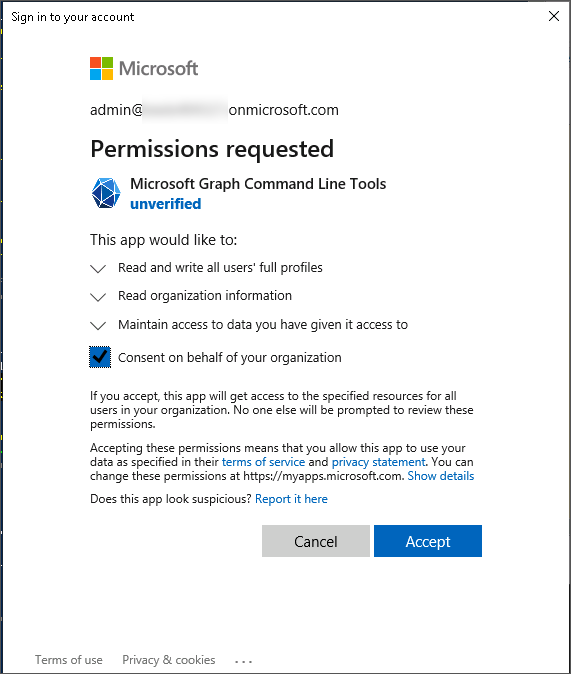 Sign in to your account
Microsoft
admin@ onmicrosoft.com
Permissions requested
Microsoft Graph Command Line Tools
unverified
This app would like to:
Read and write all users' full profiles
Read organization information
Maintain access to data you have given it access to
Consent on behalf of your organization
If you accept, this app will get access to the specified resources for all
users in your organization. No one else will be prompted to review these
permissions.
Accepting these permissions means that you allow this app to use your
data as specified in their terms of service and privacy statement. You can
change these permissions at https://myapps.microsoft.com. Show details
Does this app look suspicious? Report it here
Cancel Accept
Terms of use Privacy & cookies ...